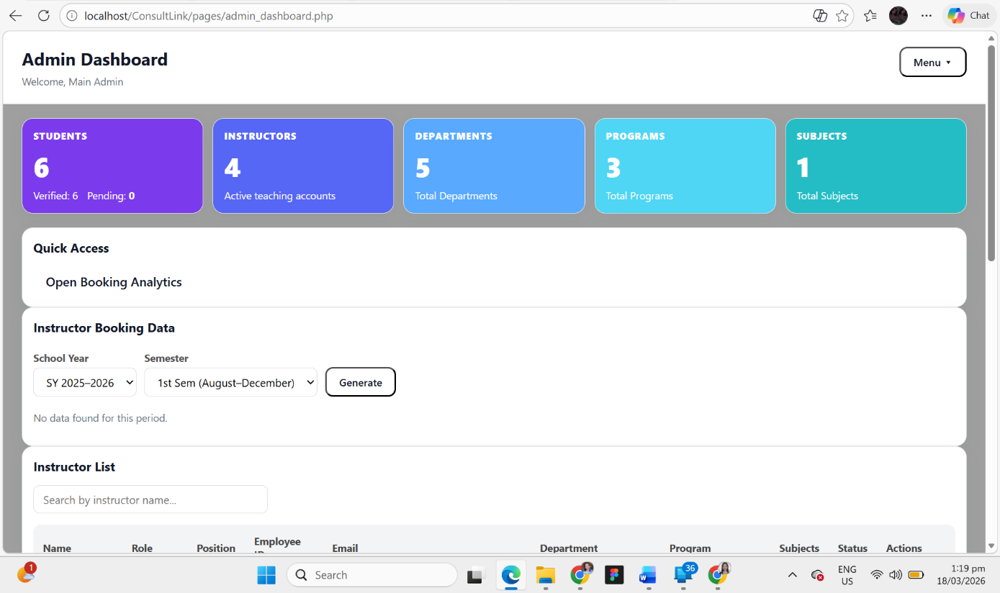 localhost/ConsultLink/pages/admin_dashboard.php
Chat
Admin Dashboard
Welcome, Main Admin
Menu ▾
STUDENTS
6
Verified: 6 Pending: 0
INSTRUCTORS
4
Active teaching accounts
DEPARTMENTS
5
Total Departments
PROGRAMS
3
Total Programs
SUBJECTS
1
Total Subjects
Quick Access
Open Booking Analytics
Instructor Booking Data
School Year Semester
SY 2025–2026 1st Sem (August–December) Generate
No data found for this period.
Instructor List
Search by instructor name...
Name Role Position Employee Email Department Program Subjects Status Actions
1
Search
W
36
ENG
US
1:19 pm
18/03/2026